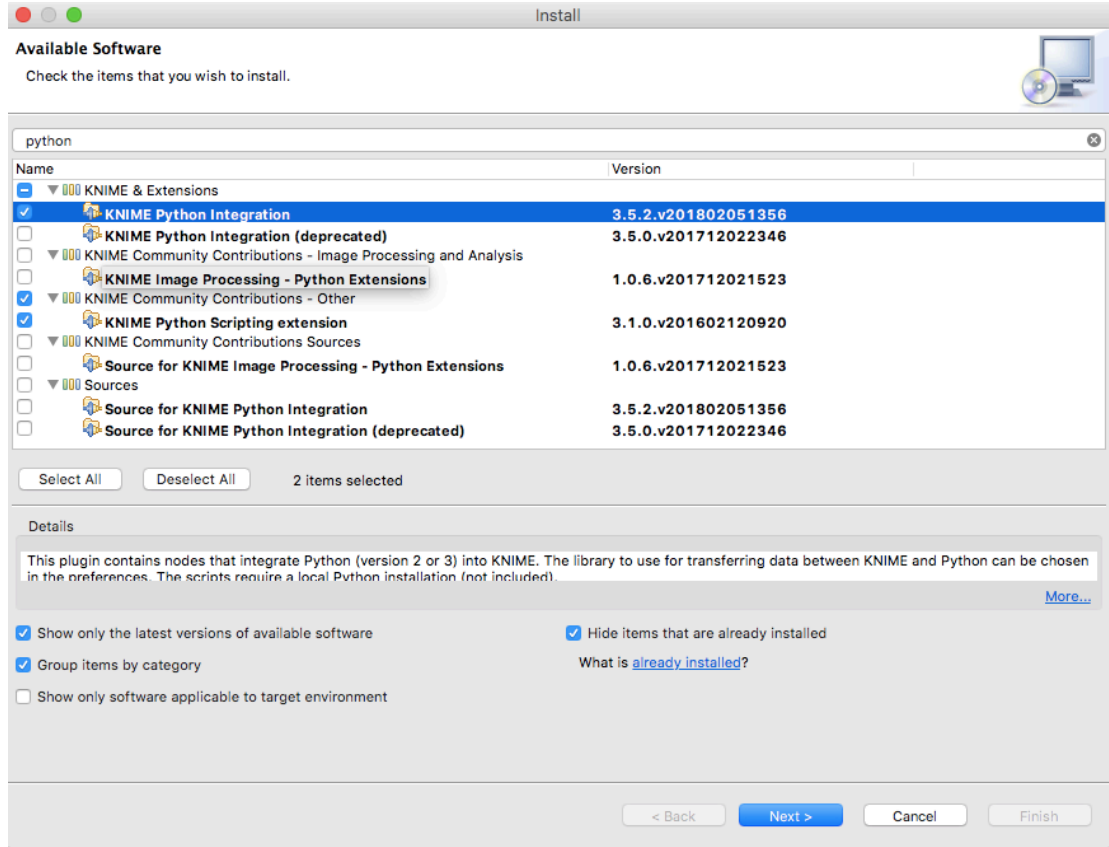 Install
Available Software
Check the items that you wish to install.
python
Name Version
KNIME & Extensions
KNIME Python Integration 3.5.2.v201802051356
KNIME Python Integration (deprecated) 3.5.0.v201712022346
KNIME Community Contributions - Image Processing and Analysis
KNIME Image Processing - Python Extensions 1.0.6.v201712021523
KNIME Community Contributions - Other
KNIME Python Scripting extension 3.1.0.v201602120920
KNIME Community Contributions Sources
Source for KNIME Image Processing - Python Extensions 1.0.6.v201712021523
Sources
Source for KNIME Python Integration 3.5.2.v201802051356
Source for KNIME Python Integration (deprecated) 3.5.0.v201712022346
Select All Deselect All 2 items selected
Details
This plugin contains nodes that integrate Python (version 2 or 3) into KNIME. The library to use for transferring data between KNIME and Python can be chosen
in the preferences. The scripts require a local Python installation (not included).
More...
Show only the latest versions of available software Hide items that are already installed
Group items by category What is already installed?
Show only software applicable to target environment
< Back Next > Cancel Finish